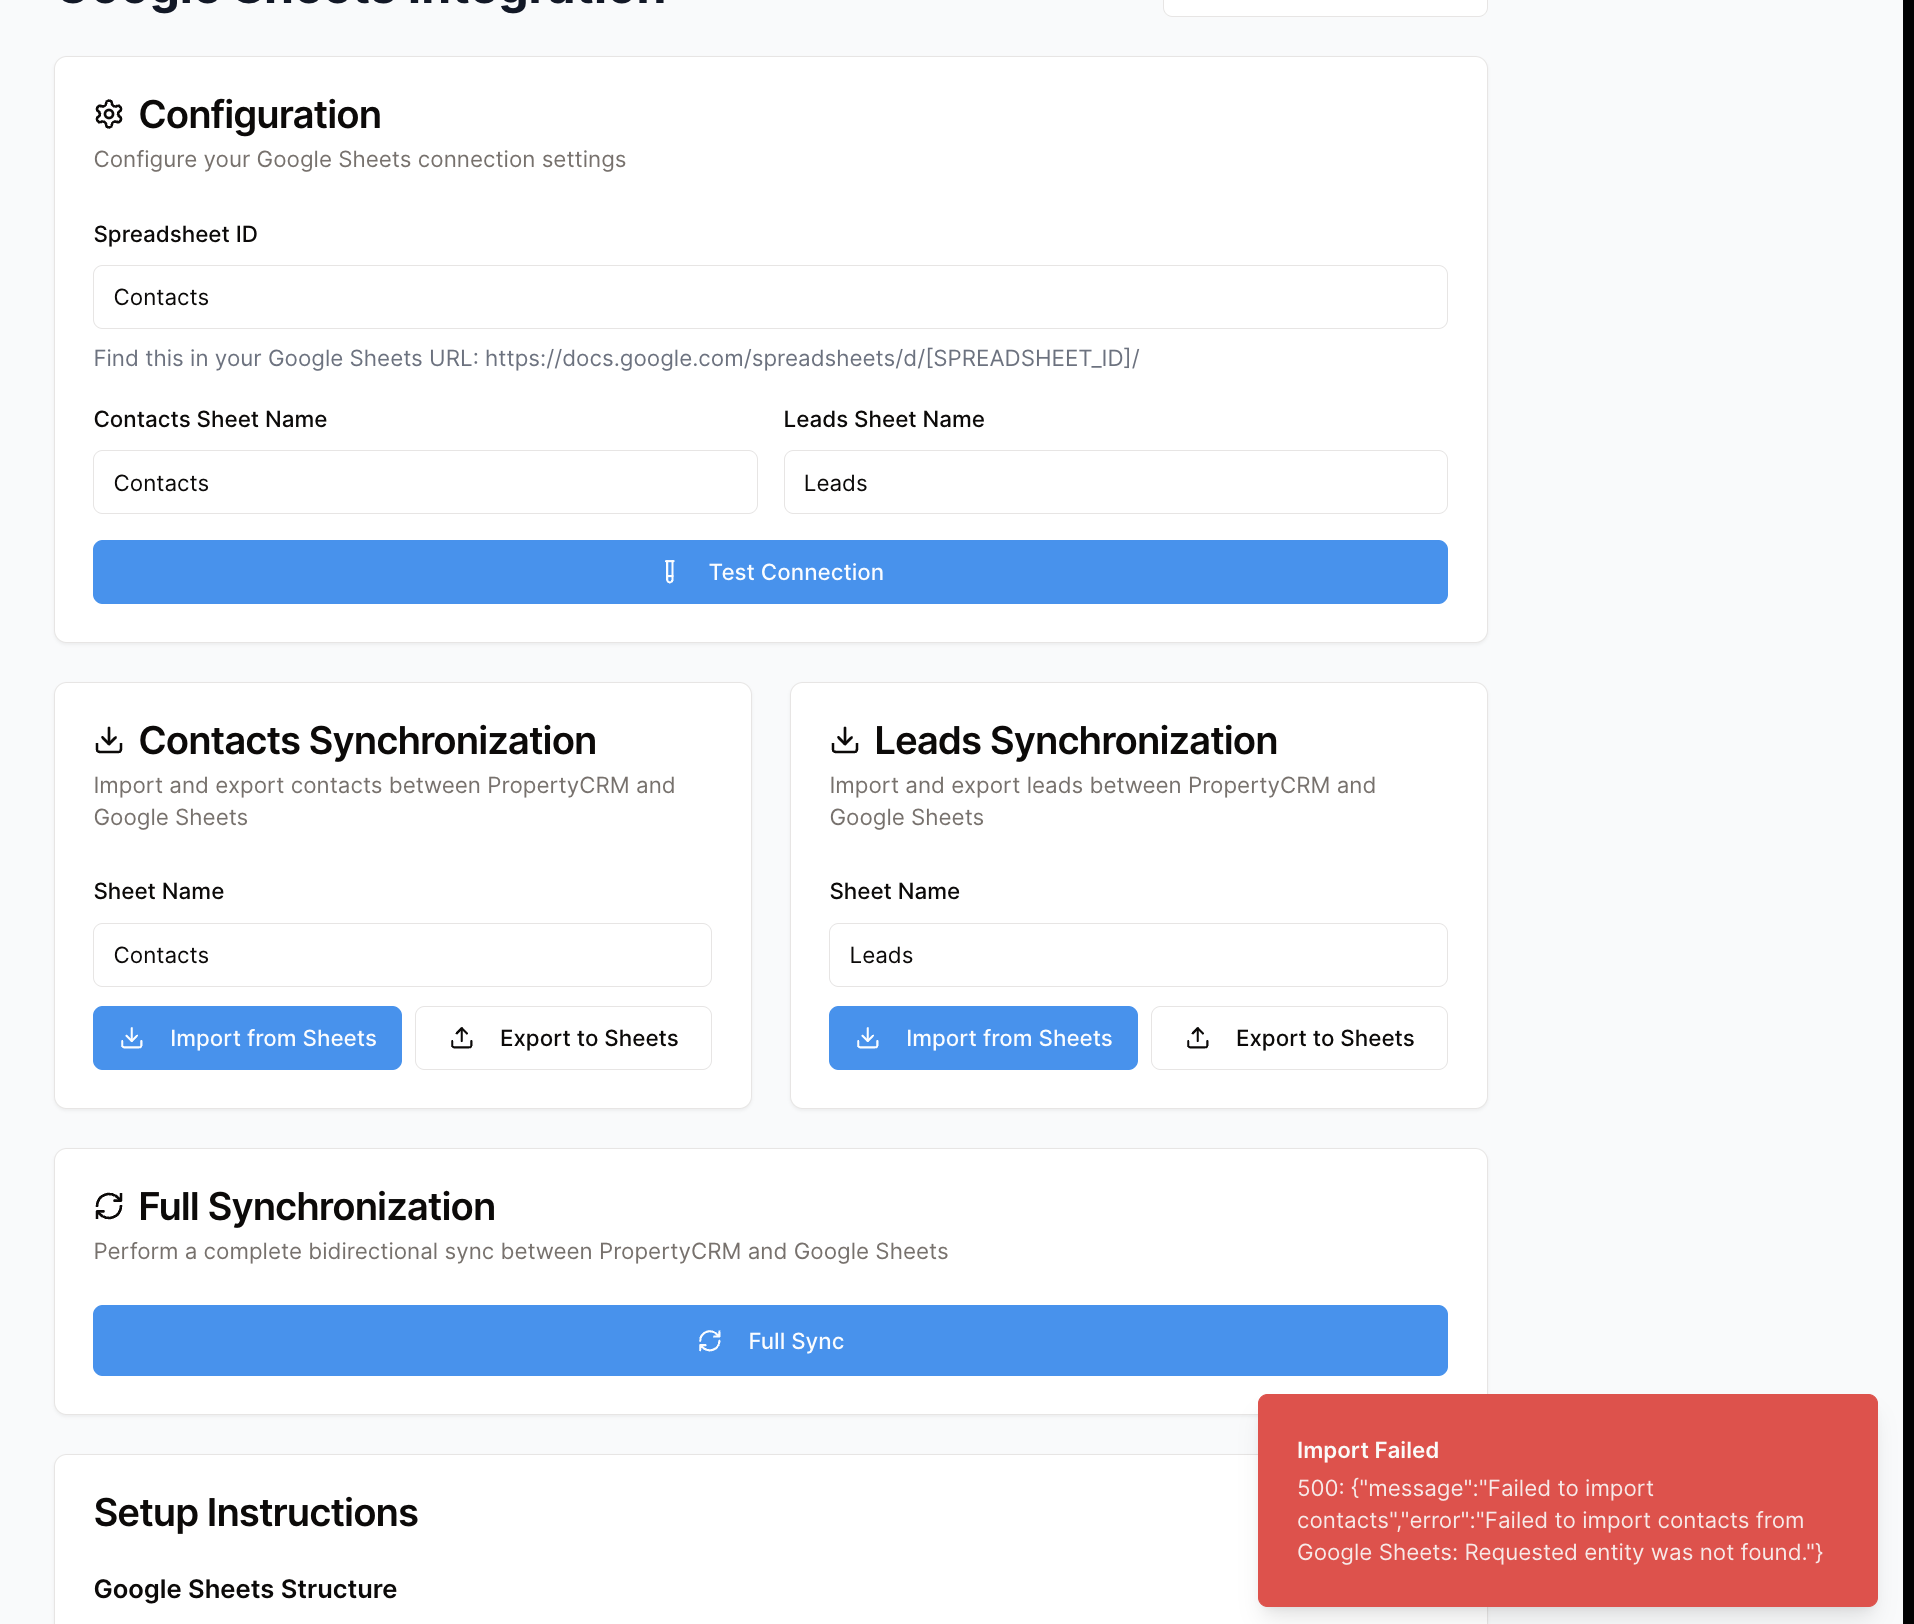 Google Sheets Integration
Configuration
Configure your Google Sheets connection settings
Spreadsheet ID
Contacts
Find this in your Google Sheets URL: https://docs.google.com/spreadsheets/d/[SPREADSHEET_ID]/
Contacts Sheet Name
Leads Sheet Name
Contacts
Leads
Test Connection
Contacts Synchronization
Import and export contacts between PropertyCRM and
Google Sheets
Sheet Name
Contacts
Import from Sheets
Export to Sheets
Leads Synchronization
Import and export leads between PropertyCRM and
Google Sheets
Sheet Name
Leads
Import from Sheets
Export to Sheets
Full Synchronization
Perform a complete bidirectional sync between PropertyCRM and Google Sheets
Full Sync
Setup Instructions
Google Sheets Structure
Import Failed
500: {"message":"Failed to import
contacts","error":"Failed to import contacts from
Google Sheets: Requested entity was not found."}